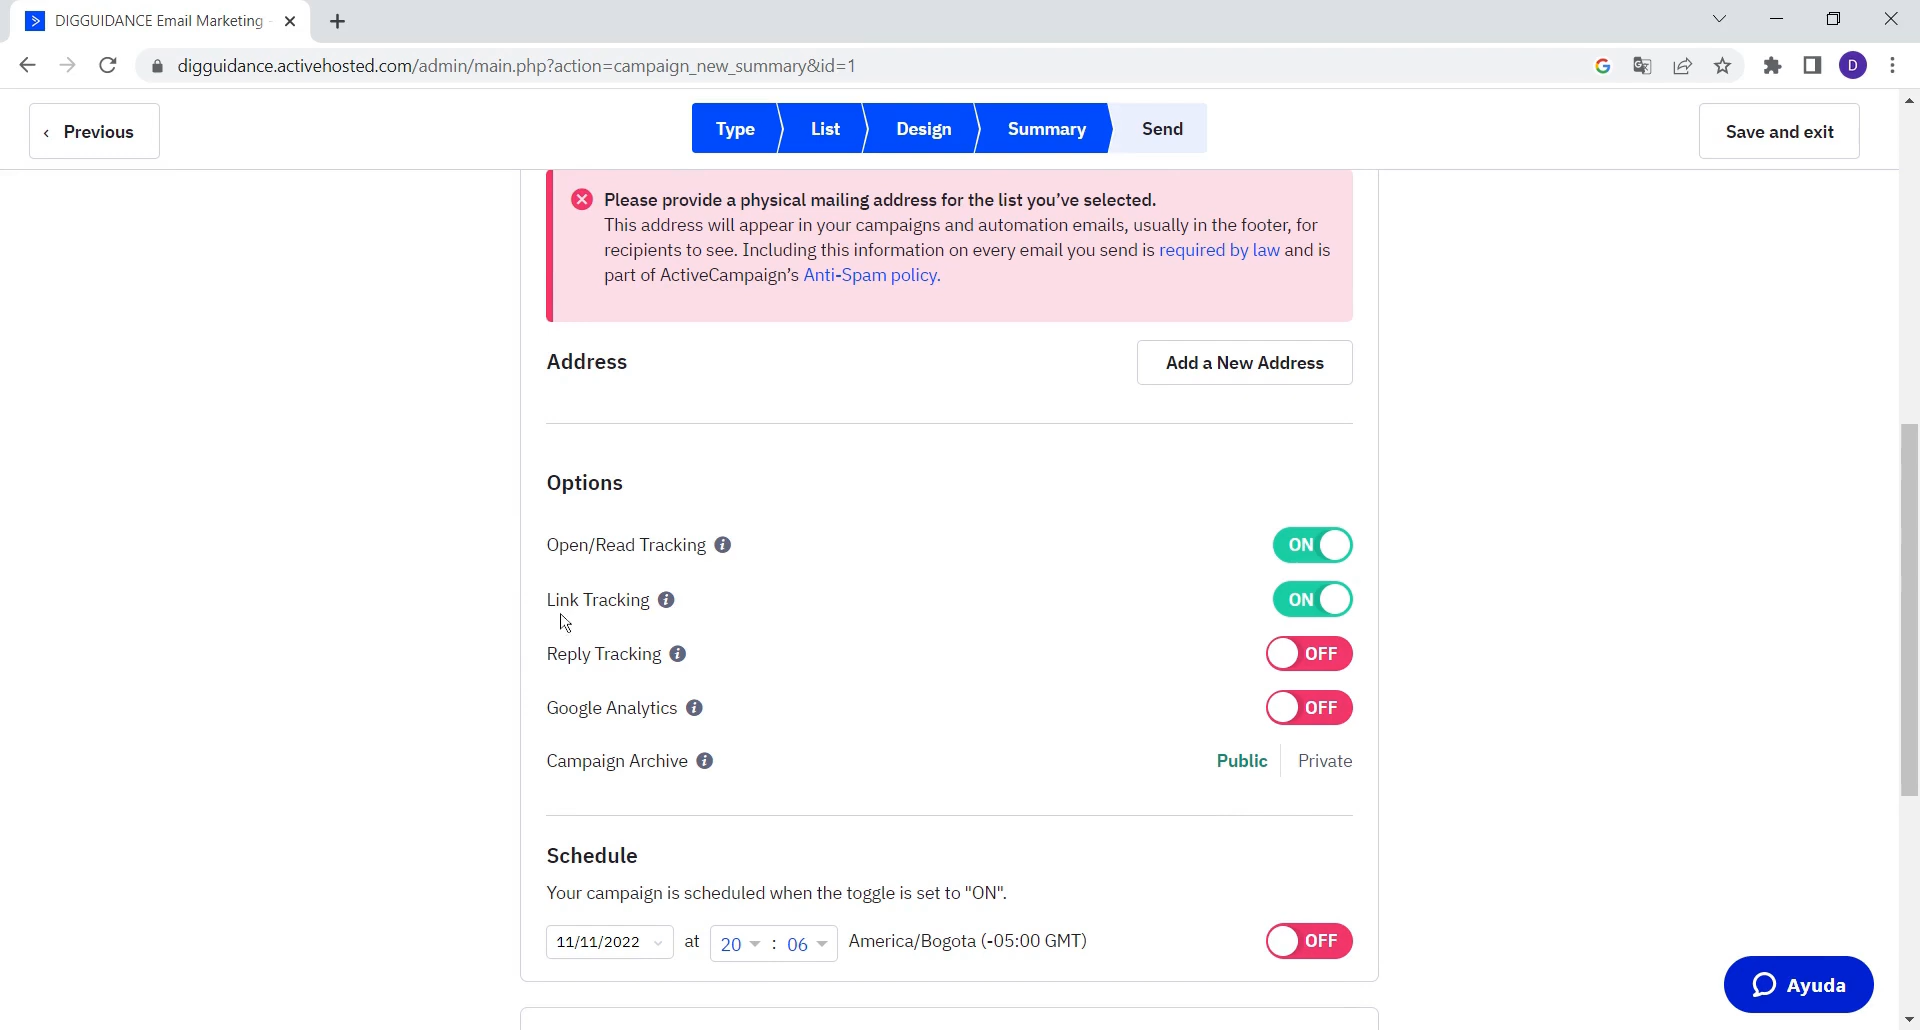 DIGGUIDANCE Email Marketing -
digguidance.activehosted.com/admin/main.php?action=campaign_new_summary&id=1
D
Previous
Type
List
Design
Summary
Send
Save and exit
Please provide a physical mailing address for the list you've selected.
This address will appear in your campaigns and automation emails, usually in the footer, for
recipients to see. Including this information on every email you send is required by law and is
part of ActiveCampaign's Anti-Spam policy.
Address
Add a New Address
Options
Open/Read Tracking
ON
Link Tracking
ON
Reply Tracking
OFF
Google Analytics
OFF
Campaign Archive
Public
Private
Schedule
Your campaign is scheduled when the toggle is set to "ON".
11/11/2022 at 20 : 06 America/Bogota (-05:00 GMT)
OFF
Ayuda